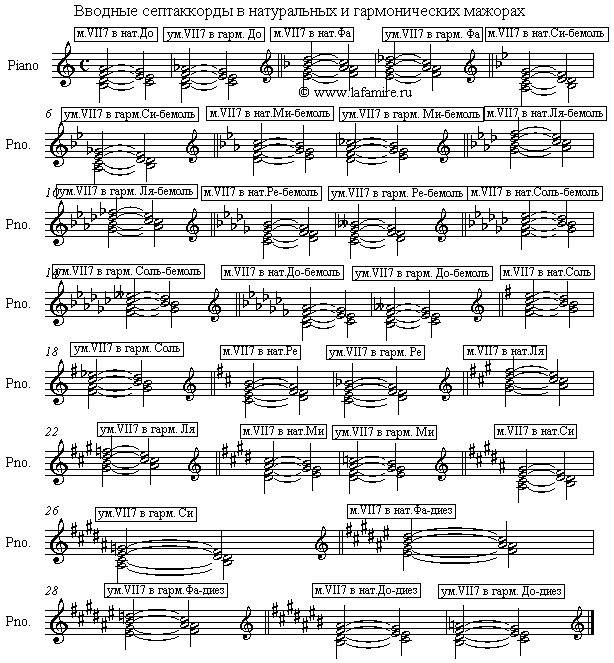 Вводные септаккорды в натуральных и гармонических мажорах
м.VII7 в нат.До ум.VII7 в гарм. До м.VII7 в нат.Фа ум.VII7 в гарм. Фа м.VII7 в нат.Си-бемоль
Piano
© www.lafamire.ru
6 ум.VII7 в гарм.Си-бемоль м.VII7 в нат.Ми-бемоль ум.VII7 в гарм. Ми-бемоль м.VII7 в нат.Ля-бемоль
Pno.
10 ум.VII7 в гарм. Ля-бемоль м.VII7 в нат.Ре-бемоль ум.VII7 в гарм. Ре-бемоль м.VII7 в нат.Соль-бемоль
Pno.
14 ум.VII7 в гарм. Соль-бемоль м.VII7 в нат.До-бемоль ум.VII7 в гарм. До-бемоль м.VII7 в нат.Соль
Pno.
18 ум.VII7 в гарм. Соль м.VII7 в нат.Ре ум.VII7 в гарм. Ре м.VII7 в нат.Ля
Pno.
22 ум.VII7 в гарм. Ля м.VII7 в нат.Ми ум.VII7 в гарм. Ми м.VII7 в нат.Си
Pno.
26 ум.VII7 в гарм. Си м.VII7 в нат.Фа-диез
Pno.
28 ум.VII7 в гарм.Фа-диез м.VII7 в нат.До-диез ум.VII7 в гарм. До-диез
Pno.